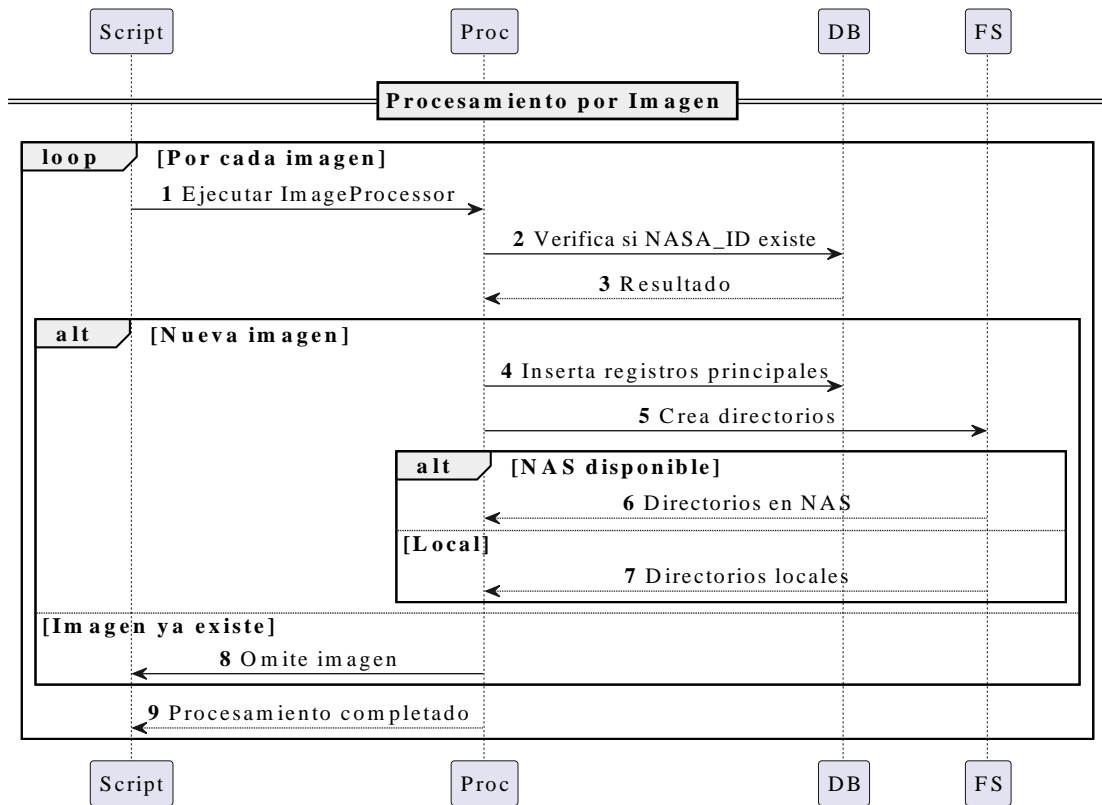 Script Proc DB FS
Procesamiento por Imagen
loop [Por cada imagen]
1 Ejecutar ImageProcessor
2 Verifica si NASA_ID existe
3 Resultado
alt [Nueva imagen]
4 Inserta registros principales
5 Crea directorios
alt [NAS disponible]
6 Directorios en NAS
[Local]
7 Directorios locales
[Imagen ya existe]
8 Omite imagen
9 Procesamiento completado
Script Proc DB FS